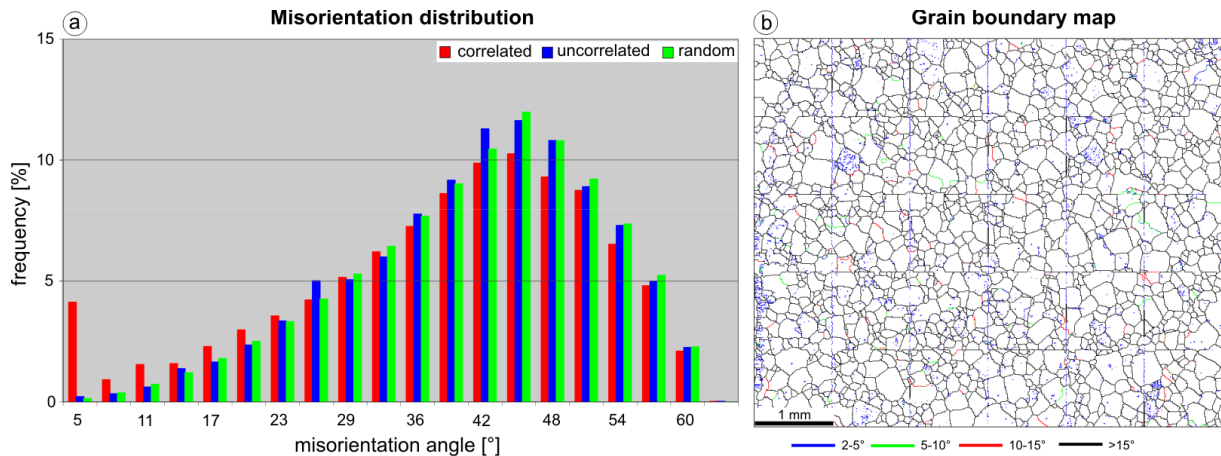 a Misorientation distribution
15
correlated uncorrelated random
10
5
0
frequency [%]
5 11 17 23 29 36 42 48 54 60
misorientation angle [°]
b Grain boundary map
1 mm
2-5° 5-10° 10-15° >15°